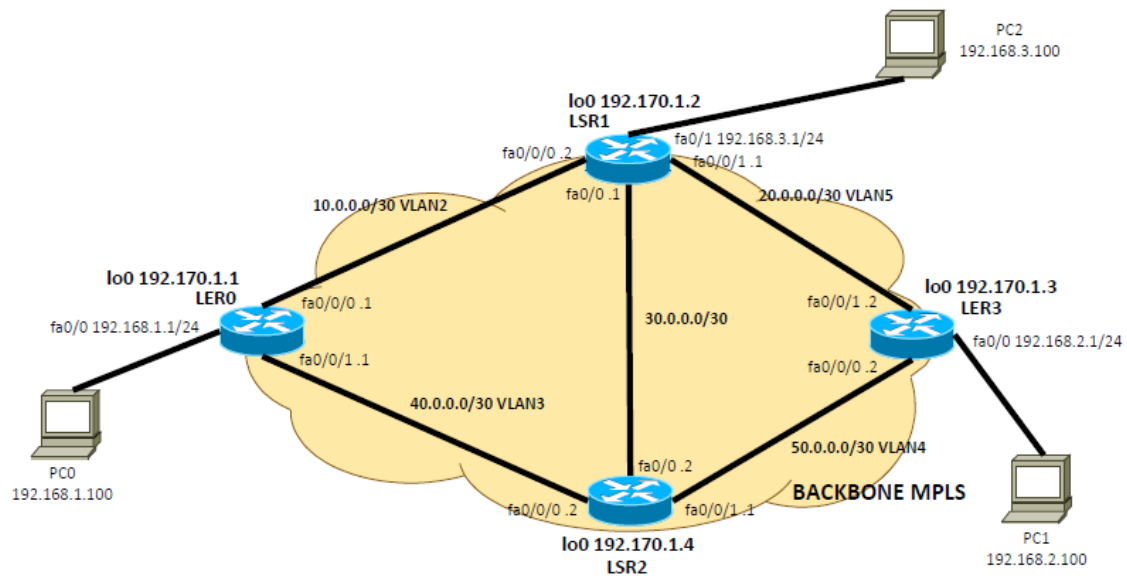 PC2
192.168.3.100
lo0 192.170.1.2
LSR1
fa0/1 192.168.3.1/24
fa0/0/0 .2
fa0/0/1 .1
fa0/0 .1
10.0.0.0/30 VLAN2
20.0.0.0/30 VLAN5
lo0 192.170.1.1
LER0
fa0/0/0 .1
fa0/0 192.168.1.1/24
fa0/0/1 .1
30.0.0.0/30
lo0 192.170.1.3
LER3
fa0/0/1 .2
fa0/0 192.168.2.1/24
fa0/0/0 .2
40.0.0.0/30 VLAN3
50.0.0.0/30 VLAN4
PC0
192.168.1.100
fa0/0 .2
fa0/0/0 .2
fa0/0/1 .1
BACKBONE MPLS
lo0 192.170.1.4
LSR2
PC1
192.168.2.100